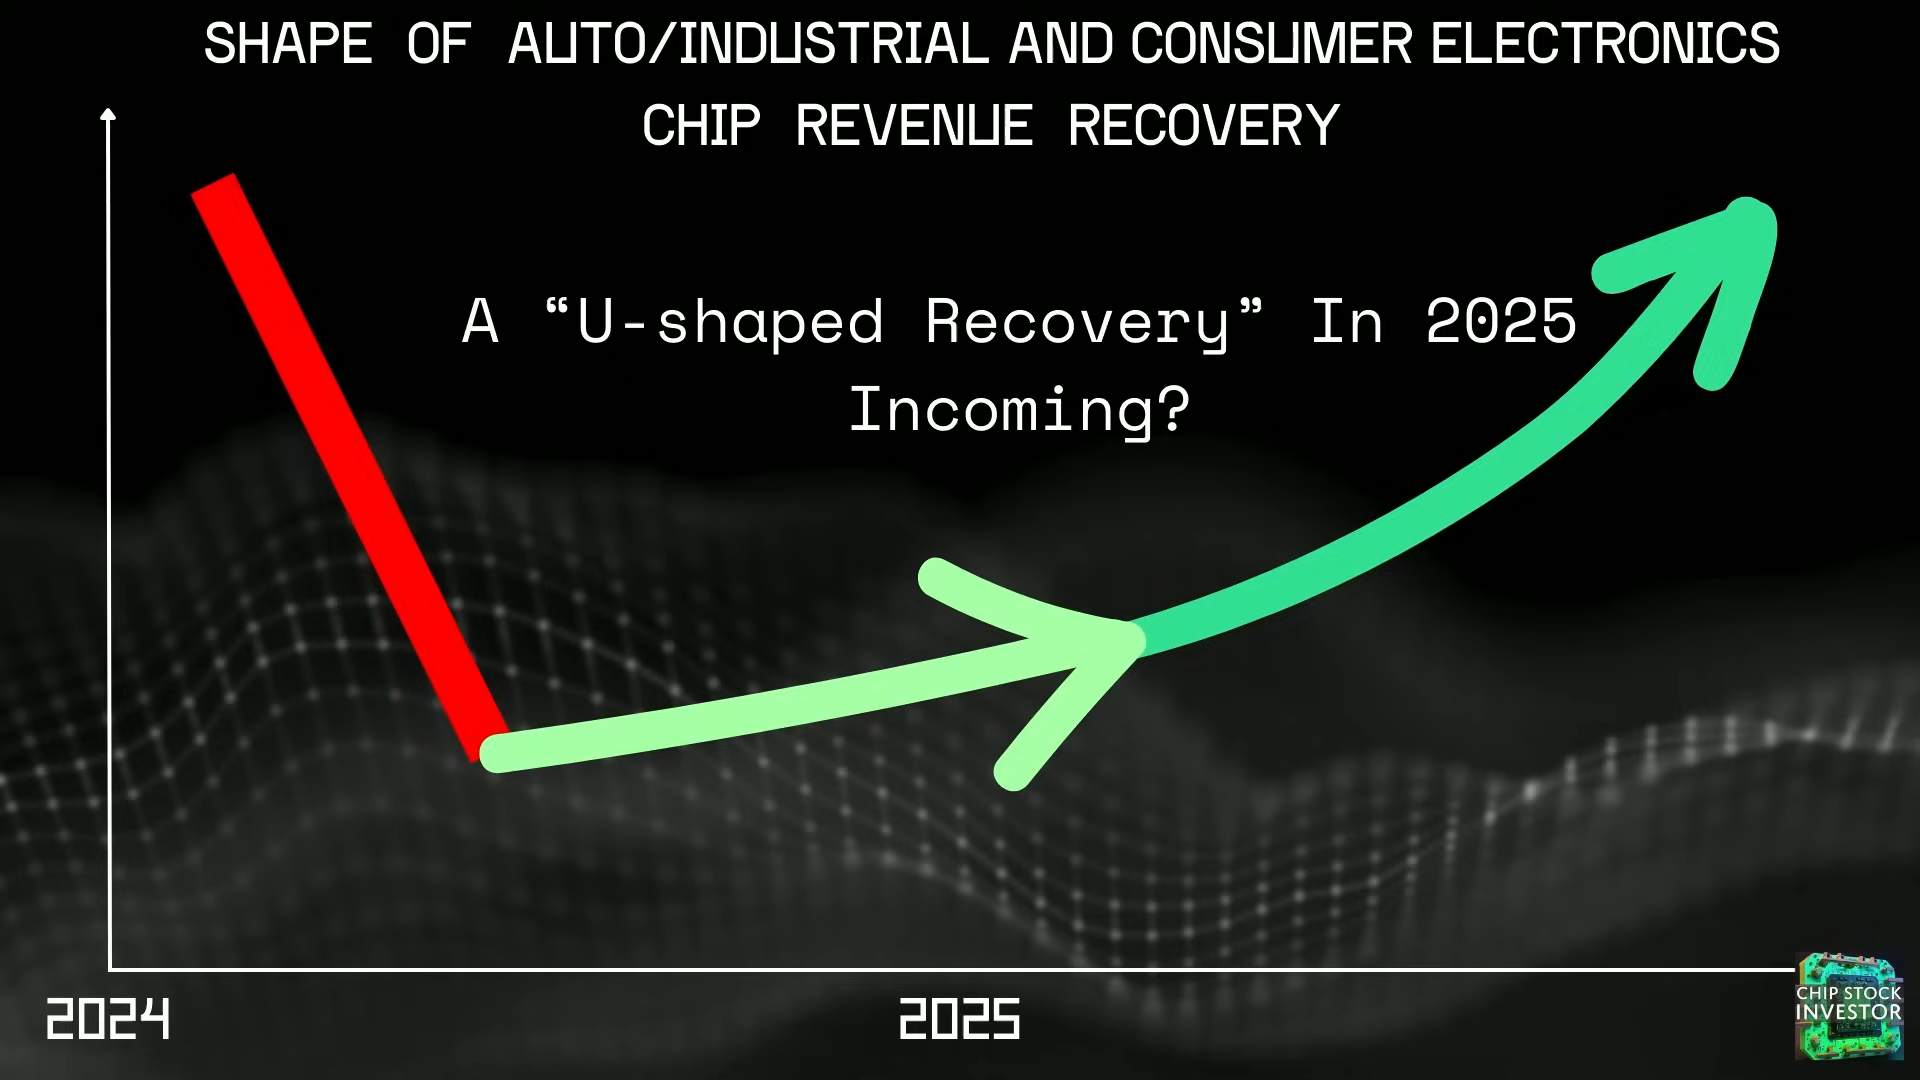 SHAPE OF AUTO/INDUSTRIAL AND CONSUMER ELECTRONICS
CHIP REVENUE RECOVERY
A “U-shaped Recovery” In 2025
Incoming?
2024
2025
CHIP STOCK
INVESTOR